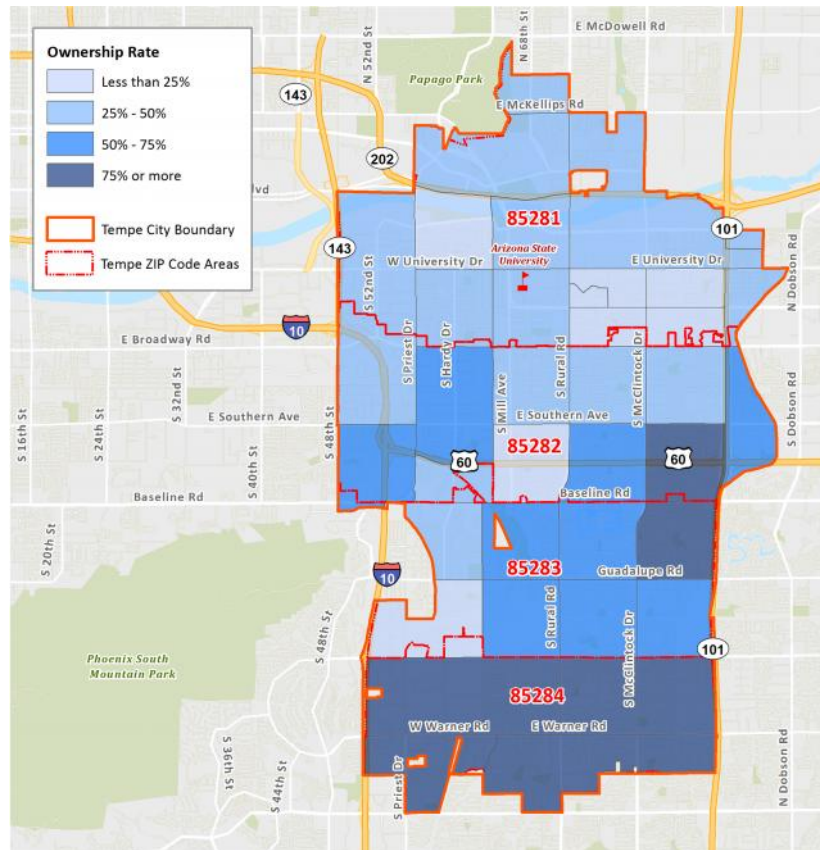 Ownership Rate
Less than 25%
25% - 50%
50% - 75%
75% or more
Tempe City Boundary
Tempe ZIP Code Areas
N 52nd St
N 68th St
E McDowell Rd
Papago Park
E McKellips Rd
143
202
lvd
85281
101
143
W University Dr
Arizona State
University
E University Dr
N Dobson Rd
S 52nd St
10
E Broadway Rd
S Priest Dr
S Hardy Dr
S Mill Ave
S Rural Rd
S McClintock Dr
S 16th St
S 24th St
S 32nd St
E Southern Ave
S 40th St
S 48th St
E Southern Ave
S Dobson Rd
85282
60
60
Baseline Rd
Baseline Rd
S 20th St
85283
Guadalupe Rd
10
S 48th St
S Rural Rd
S McClintock Dr
101
Phoenix South
Mountain Park
85284
W Warner Rd
E Warner Rd
S 36th St
S 44th St
S Priest Dr
N Dobson Rd